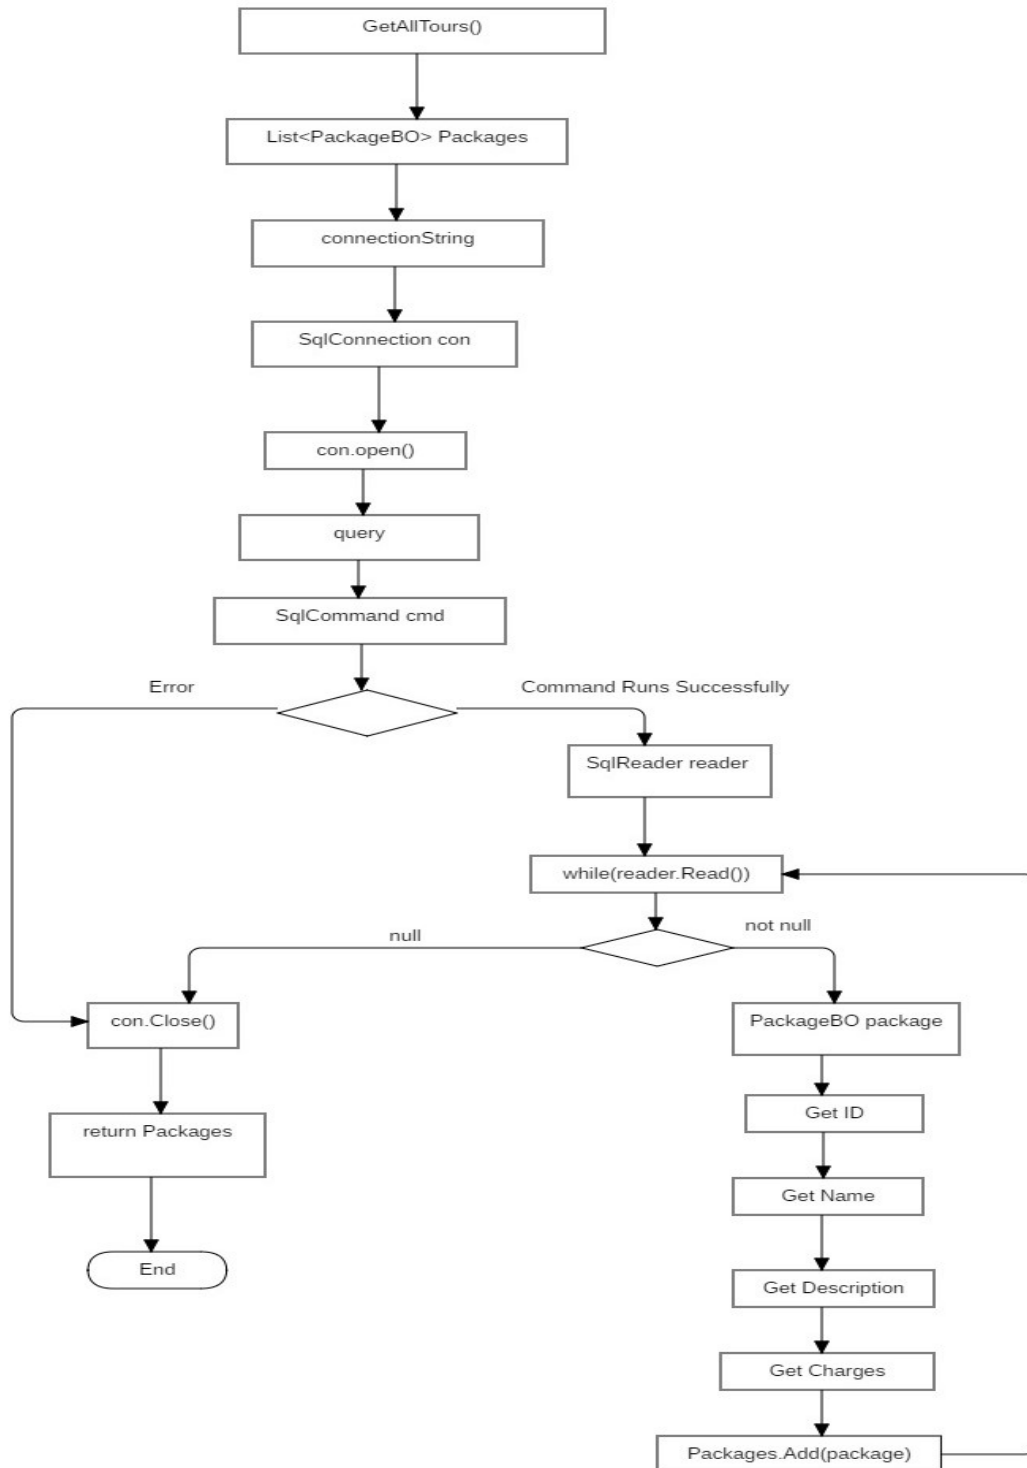 GetAllTours()
List<PackageBO> Packages
connectionString
SqlConnection con
con.open()
query
SqlCommand cmd
Error
Command Runs Successfully
SqlReader reader
while(reader.Read())
null
not null
con.Close()
PackageBO package
return Packages
Get ID
Get Name
End
Get Description
Get Charges
Packages.Add(package)